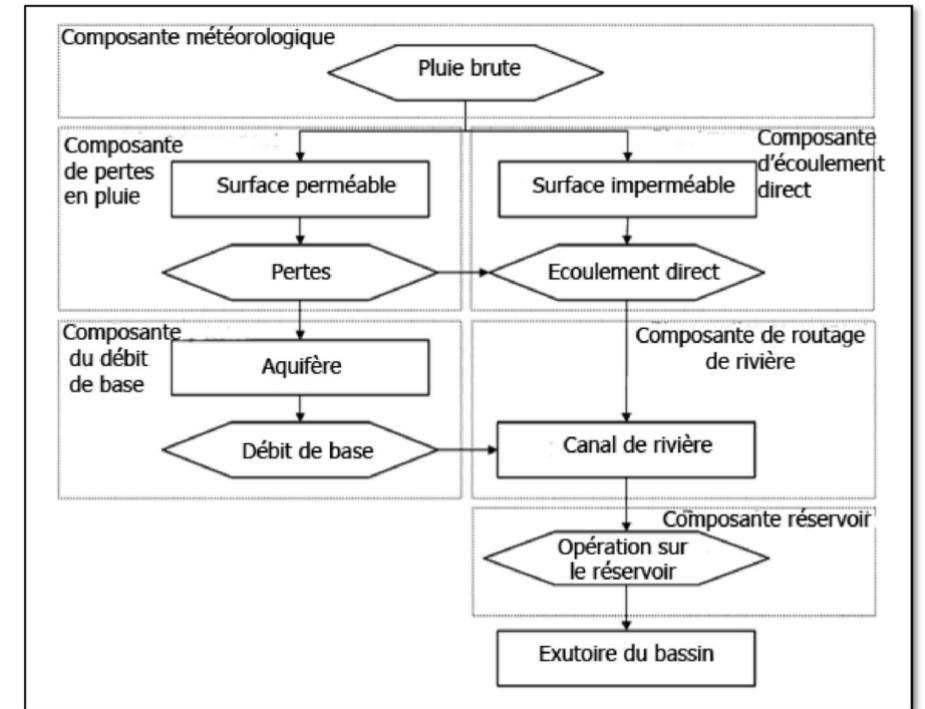 Composante météorologique
Pluie brute
Composante
de pertes
en pluie
Surface perméable
Surface imperméable
Composante
d'écoulement
direct
Pertes
Ecoulement direct
Composante
du débit
de base
Aquifère
Composante de routage
de rivière
Débit de base
Canal de rivière
Composante réservoir
Opération sur
le réservoir
Exutoire du bassin